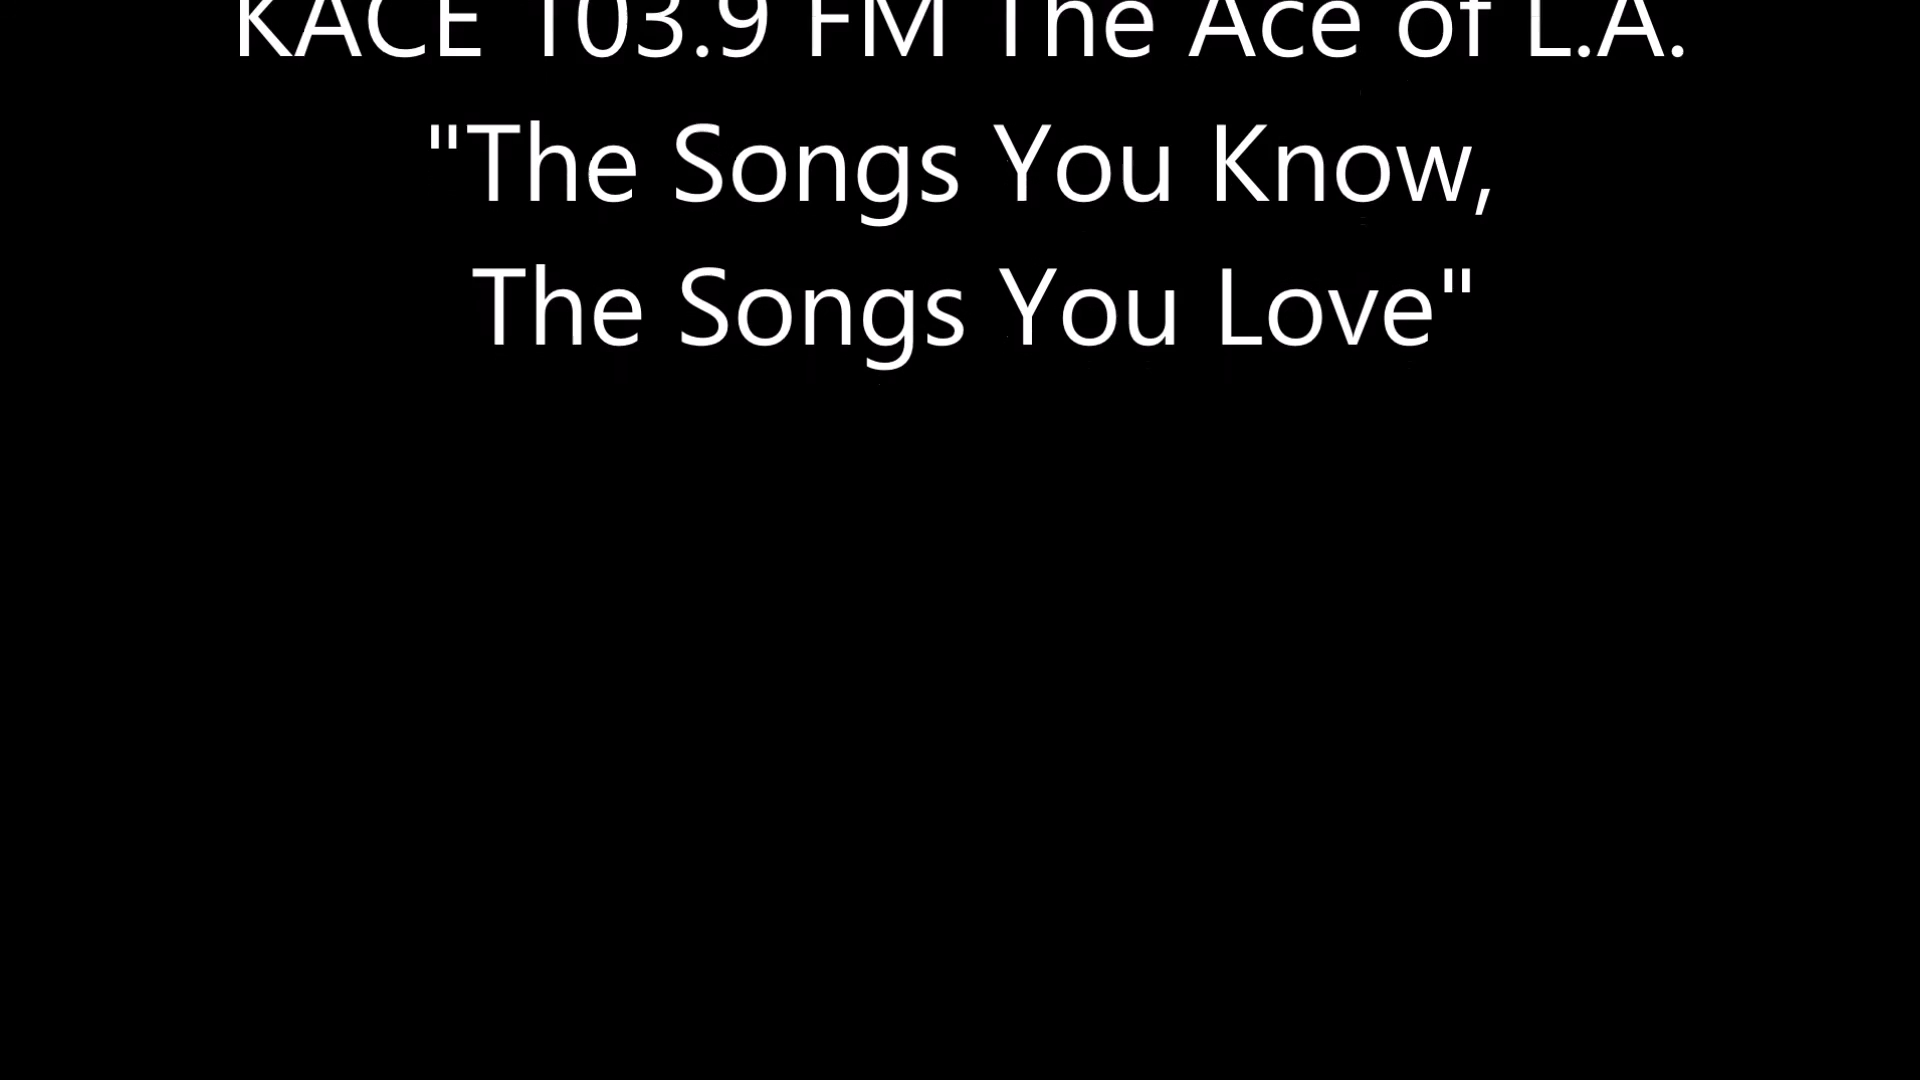 KACE 103.9 FM The Ace of L.A.
"The Songs You Know,
The Songs You Love"